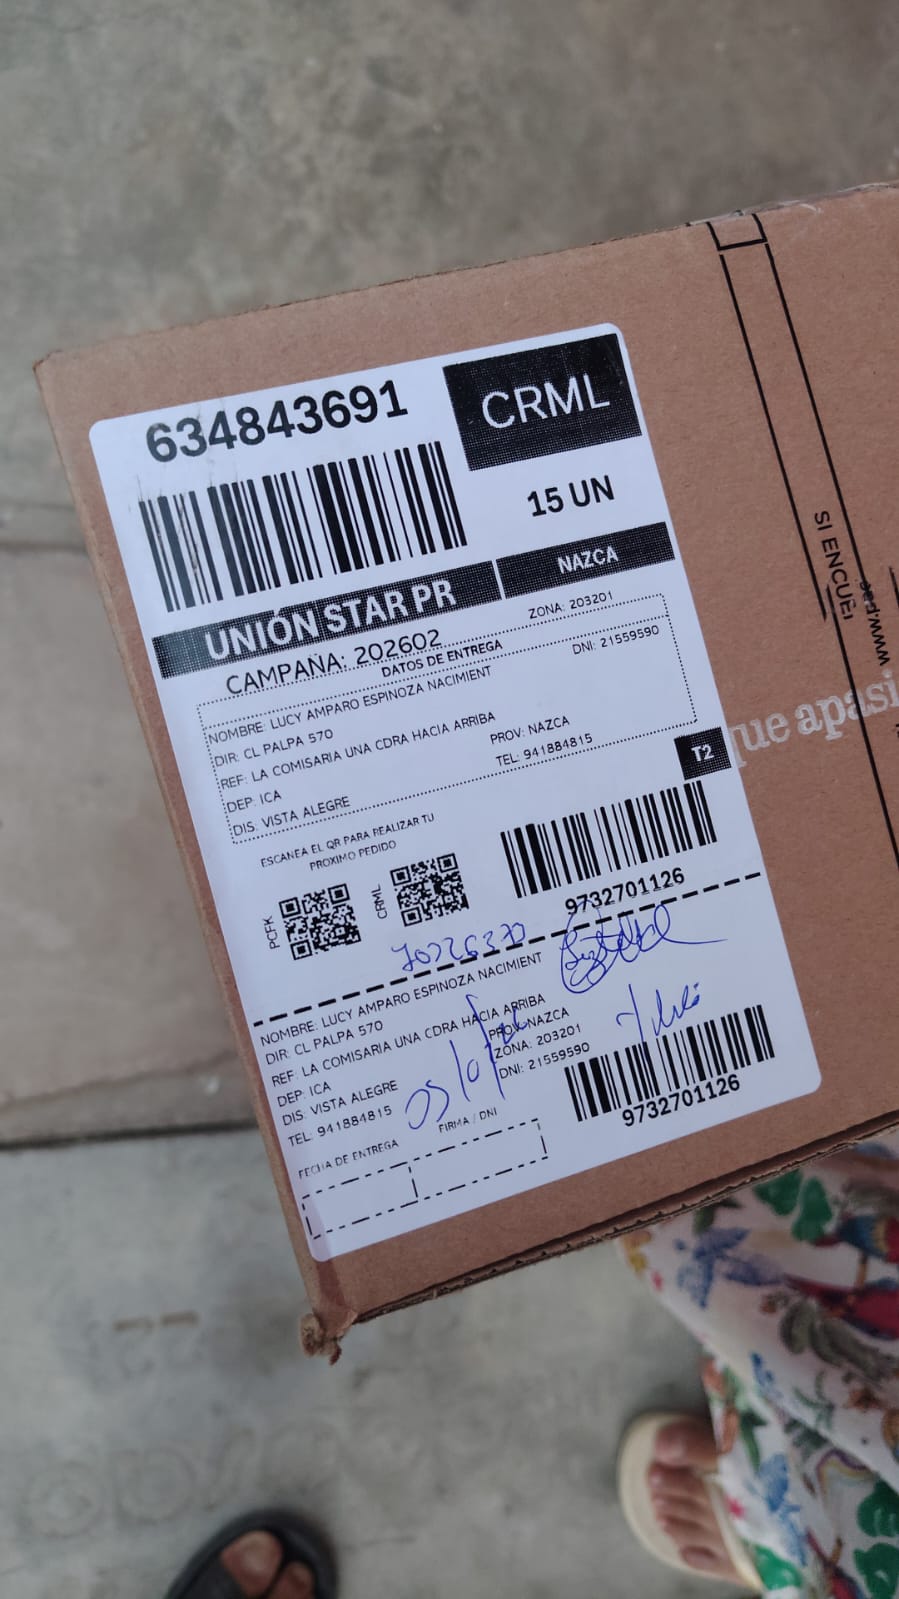 634843691
CRML
15 UN
UNIÓN STAR PR
NAZCA
CAMPAÑA: 202602
ZONA: 203201
DATOS DE ENTREGA
NOMBRE: LUCY AMPARO ESPINOZA NACIMIENT
DNI: 21559590
DIR: CL PALPA 570
REF: LA COMISARIA UNA CDRA HACIA ARRIBA
DEP: ICA
PROV: NAZCA
DIS: VISTA ALEGRE
TEL: 941884815
T2
ESCANEA EL QR PARA REALIZAR TU
PROXIMO PEDIDO
PCFK
CRML
9732701126
NOMBRE: LUCY AMPARO ESPINOZA NACIMIENT
DIR: CL PALPA 570
REF: LA COMISARIA UNA CDRA HACIA ARRIBA
DEP: ICA
PROV: NAZCA
DIS: VISTA ALEGRE
ZONA: 203201
TEL: 941884815
DNI: 21559590
9732701126
FECHA DE ENTREGA
FIRMA / DNI
SI ENCUE
www.
que apasi